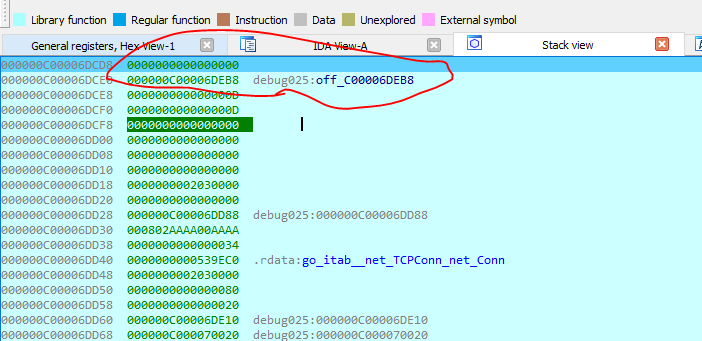 Library function Regular function Instruction Data Unexplored External symbol
General registers, Hex View-1 IDA View-A Stack view
000000C00006DCD8 0000000000000000
000000C00006DCE0 000000C00006DEB8 debug025:off_C00006DEB8
000000C00006DCE8 000000000000000D
000000C00006DCF0 000000000000000D
000000C00006DCF8 0000000000000000
000000C00006DD00 0000000000000000
000000C00006DD08 0000000000000000
000000C00006DD10 0000000000000000
000000C00006DD18 0000000002030000
000000C00006DD20 0000000000000000
000000C00006DD28 000000C00006DD88 debug025:000000C00006DD88
000000C00006DD30 000802AAAA00AAAA
000000C00006DD38 0000000000000034
000000C00006DD40 0000000000539EC0 .rdata:go_itab__net_TCPConn_net_Conn
000000C00006DD48 0000000002030000
000000C00006DD50 0000000000000080
000000C00006DD58 0000000000000020
000000C00006DD60 000000C00006DE10 debug025:000000C00006DE10
000000C00006DD68 000000C000070020 debug025:000000C000070020